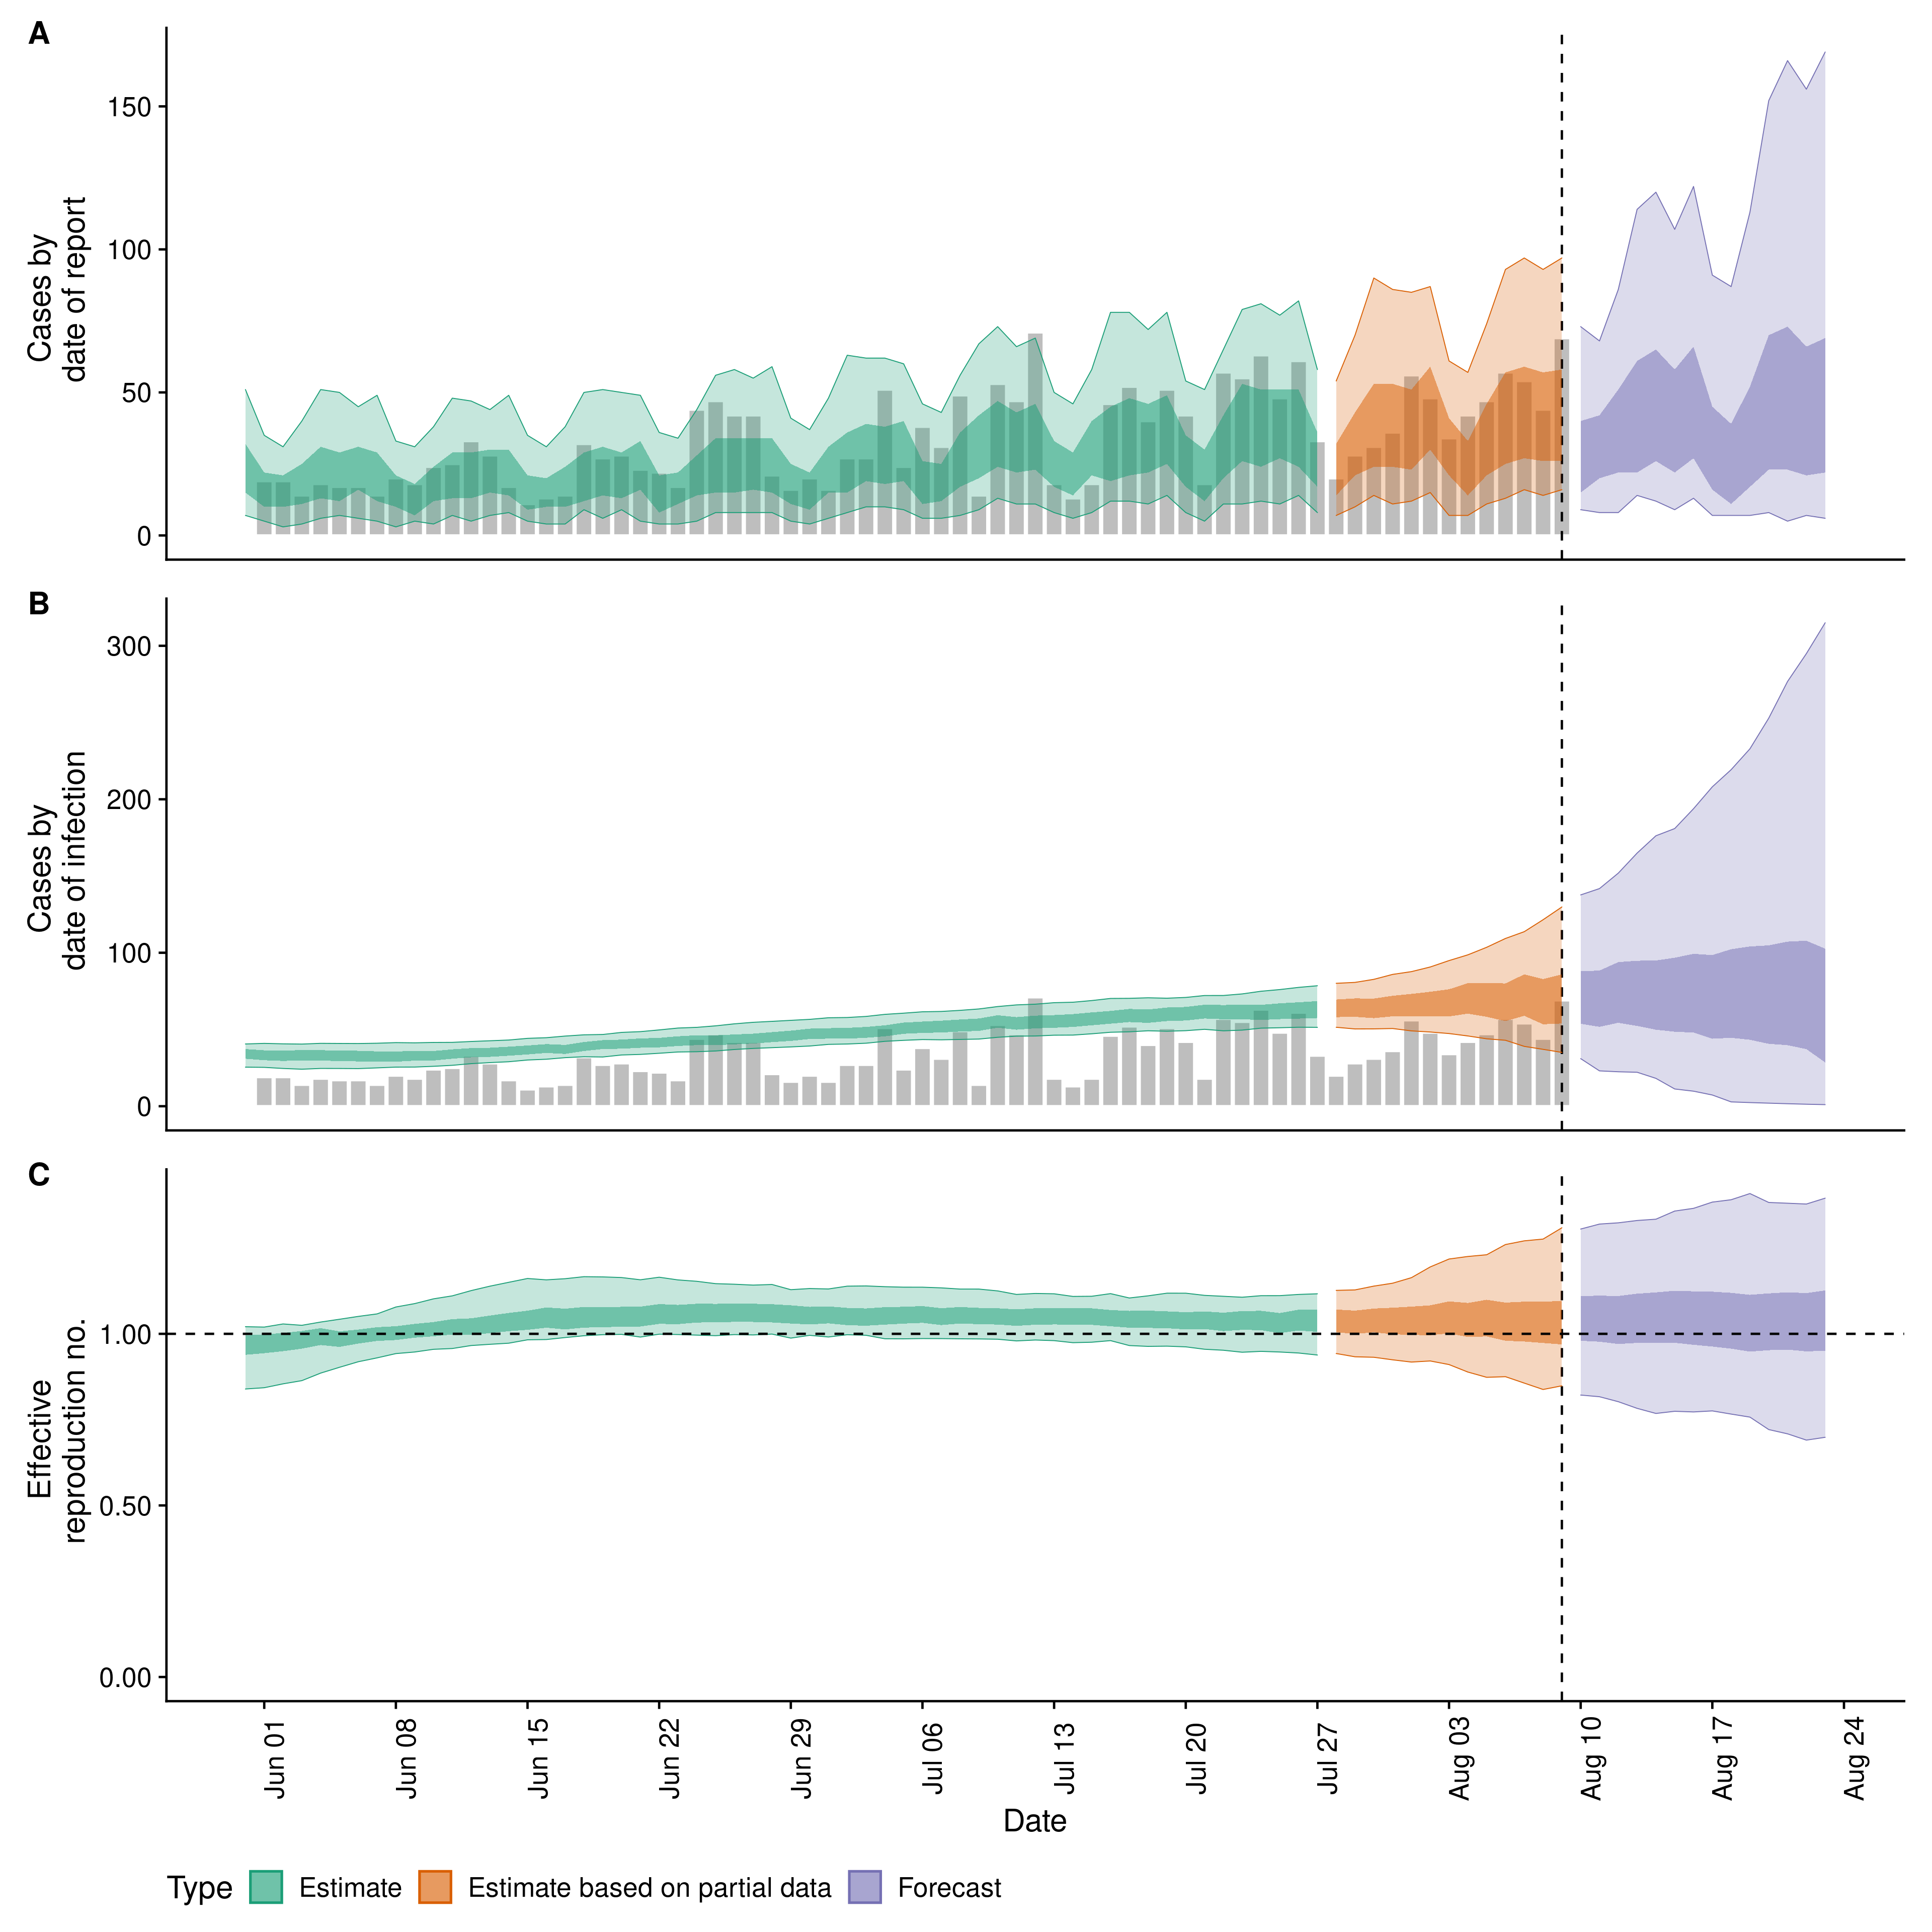 A
Cases by
date of report
150
100
50
0
B
Cases by
date of infection
300
200
100
0
C
Effective
reproduction no.
1.00
0.50
0.00
Jun 01
Jun 08
Jun 15
Jun 22
Jun 29
Jul 06
Jul 13
Jul 20
Jul 27
Aug 03
Aug 10
Aug 17
Aug 24
Date
Type Estimate Estimate based on partial data Forecast